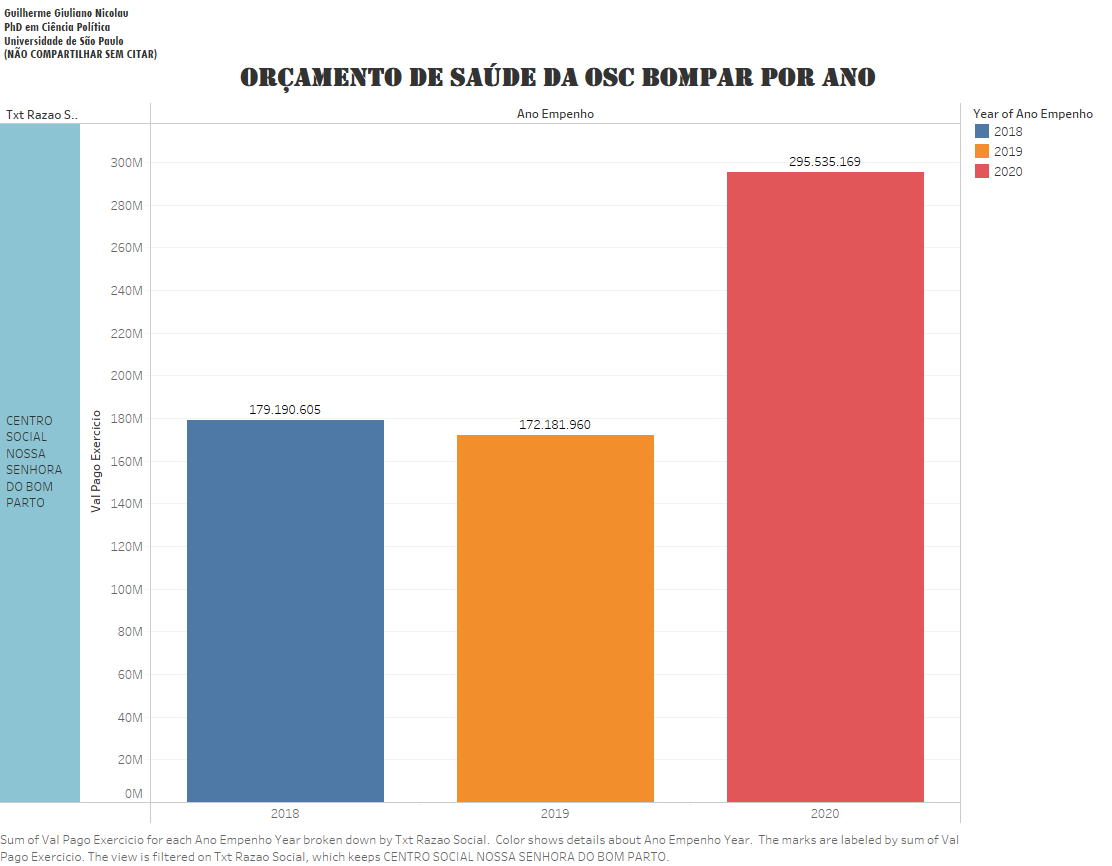 Guilherme Giuliano Nicolau
PhD em Ciência Política
Universidade de São Paulo
(NÃO COMPARTILHAR SEM CITAR)
ORÇAMENTO DE SAÚDE DA OSC BOMPAR POR ANO
Txt Razao S..
Ano Empenho
Year of Ano Empenho
2018
2019
2020
CENTRO
SOCIAL
NOSSA
SENHORA
DO BOM
PARTO
Val Pago Exercicio
300M
280M
260M
240M
220M
200M
180M
160M
140M
120M
100M
80M
60M
40M
20M
0M
179.190.605
172.181.960
295.535.169
2018
2019
2020
Sum of Val Pago Exercicio for each Ano Empenho Year broken down by Txt Razao Social.  Color shows details about Ano Empenho Year.  The marks are labeled by sum of Val
Pago Exercicio. The view is filtered on Txt Razao Social, which keeps CENTRO SOCIAL NOSSA SENHORA DO BOM PARTO.